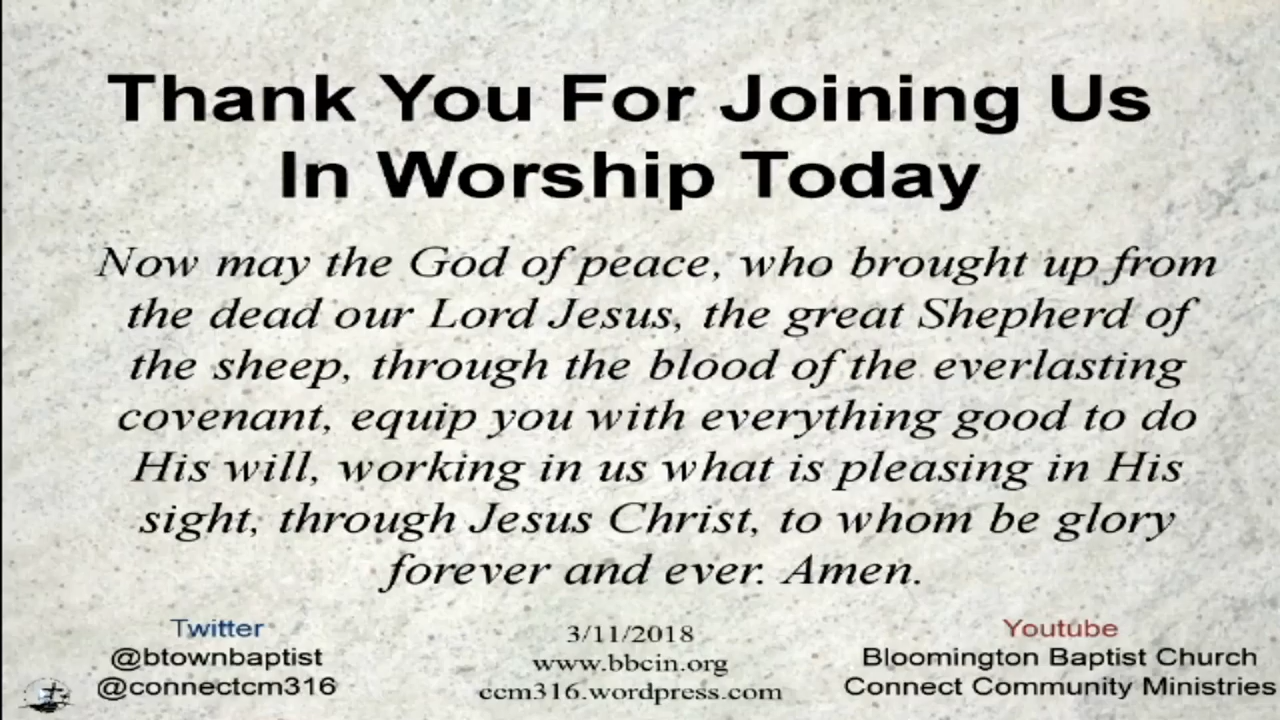 Thank You For Joining Us
In Worship Today
Now may the God of peace, who brought up from
the dead our Lord Jesus, the great Shepherd of
the sheep, through the blood of the everlasting
covenant, equip you with everything good to do
His will, working in us what is pleasing in His
sight, through Jesus Christ, to whom be glory
forever and ever. Amen.
Twitter
@btownbaptist
@connectcm316
3/11/2018
www.bbcin.org
ccm316.wordpress.com
Youtube
Bloomington Baptist Church
Connect Community Ministries